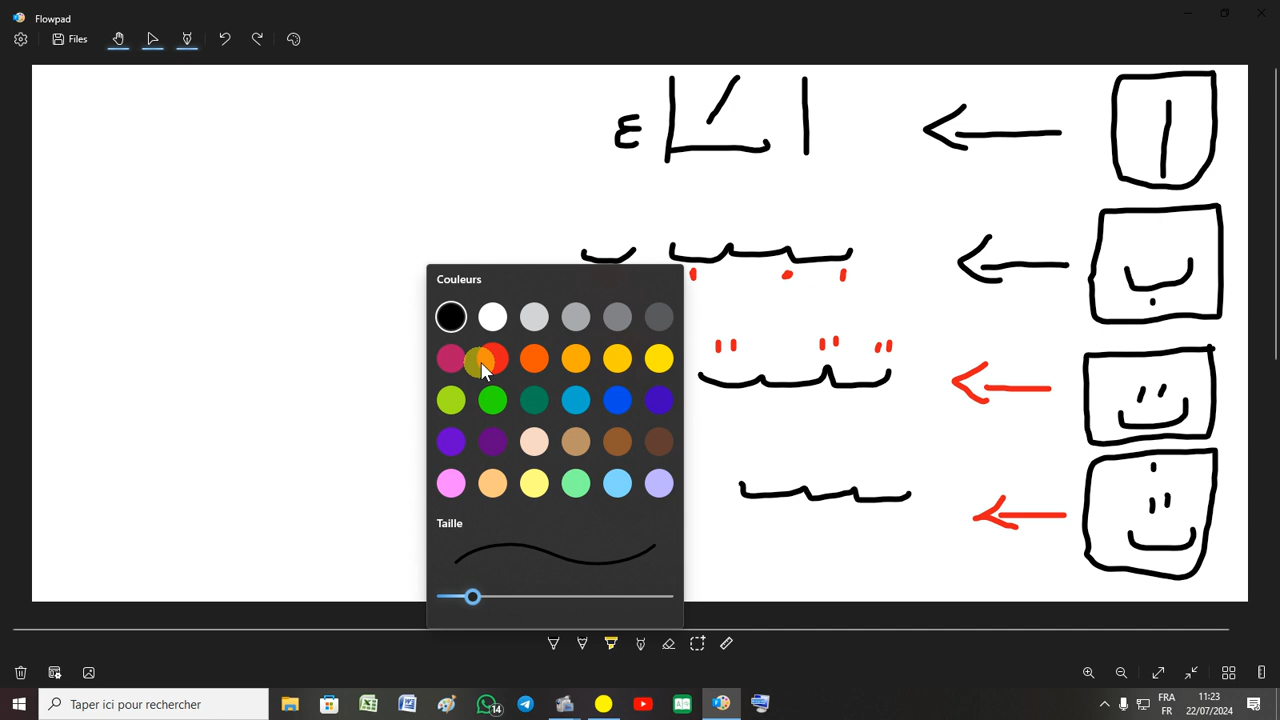 Flowpad
Files
ا
ب
ت
ث
Couleurs
Taille
Taper ici pour rechercher
14
FRA
FR
11:23
22/07/2024